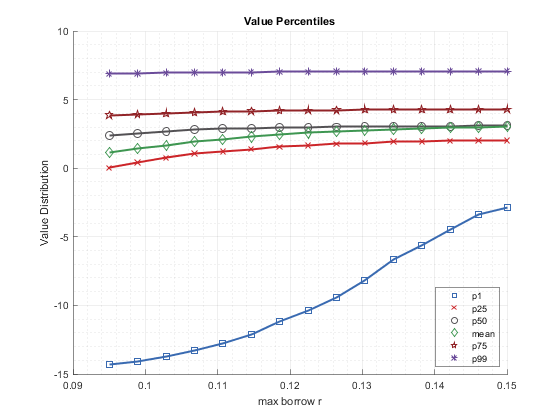 Value Percentiles
10
5
0
-5
-10
-15
Value Distribution
p1
p25
p50
mean
p75
p99
0.09
0.1
0.11
0.12
0.13
0.14
0.15
max borrow r